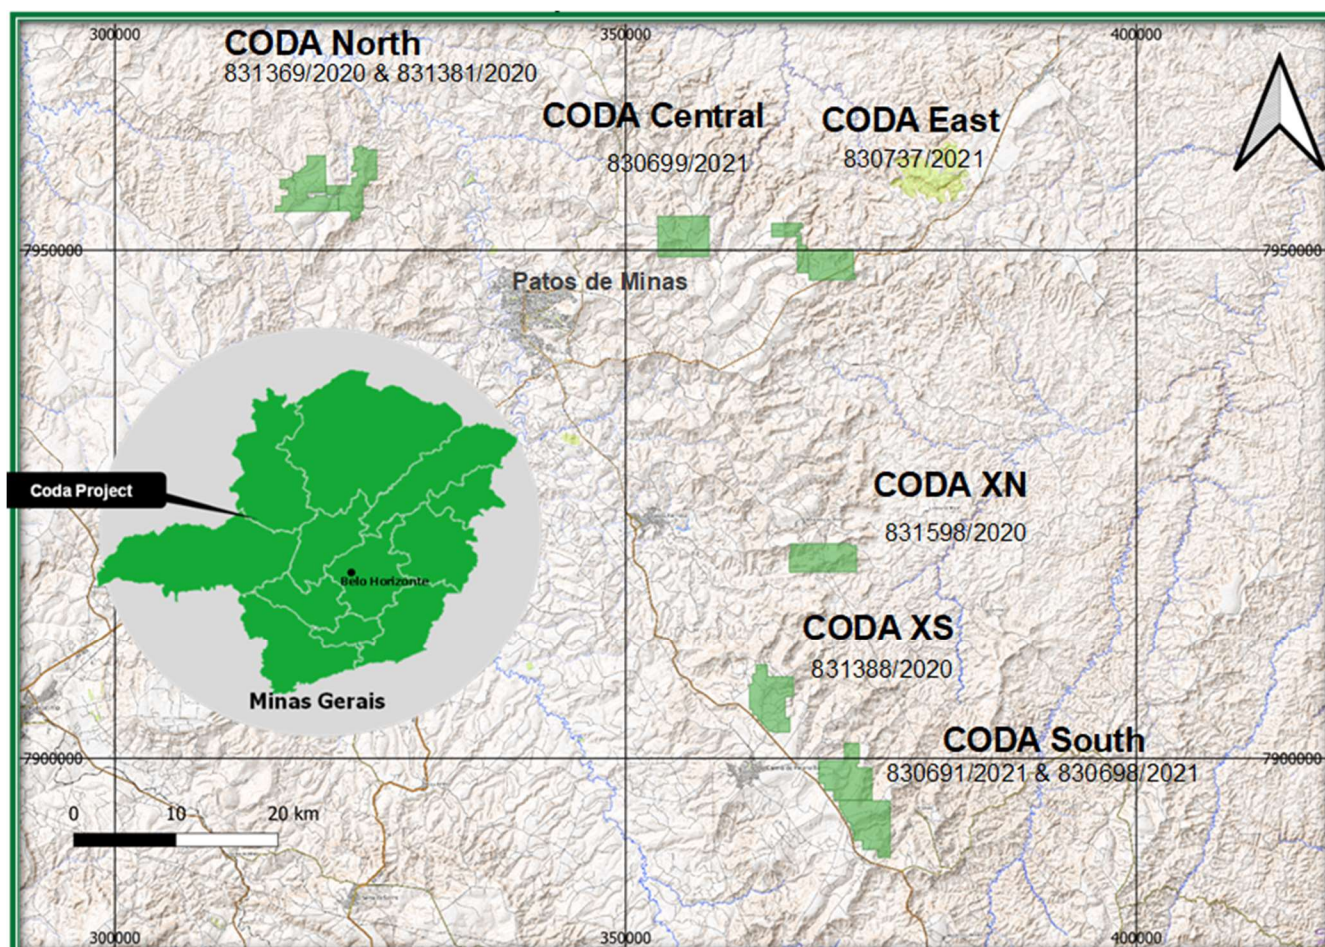 300000
350000
400000
CODA North
831369/2020 & 831381/2020
CODA Central
830699/2021
CODA East
830737/2021
7950000
7950000
Patos de Minas
Coda Project
Belo Horizonte
Minas Gerais
CODA XN
831598/2020
CODA XS
831388/2020
CODA South
830691/2021 & 830698/2021
7900000
7900000
0 10 20 km
300000
350000
400000